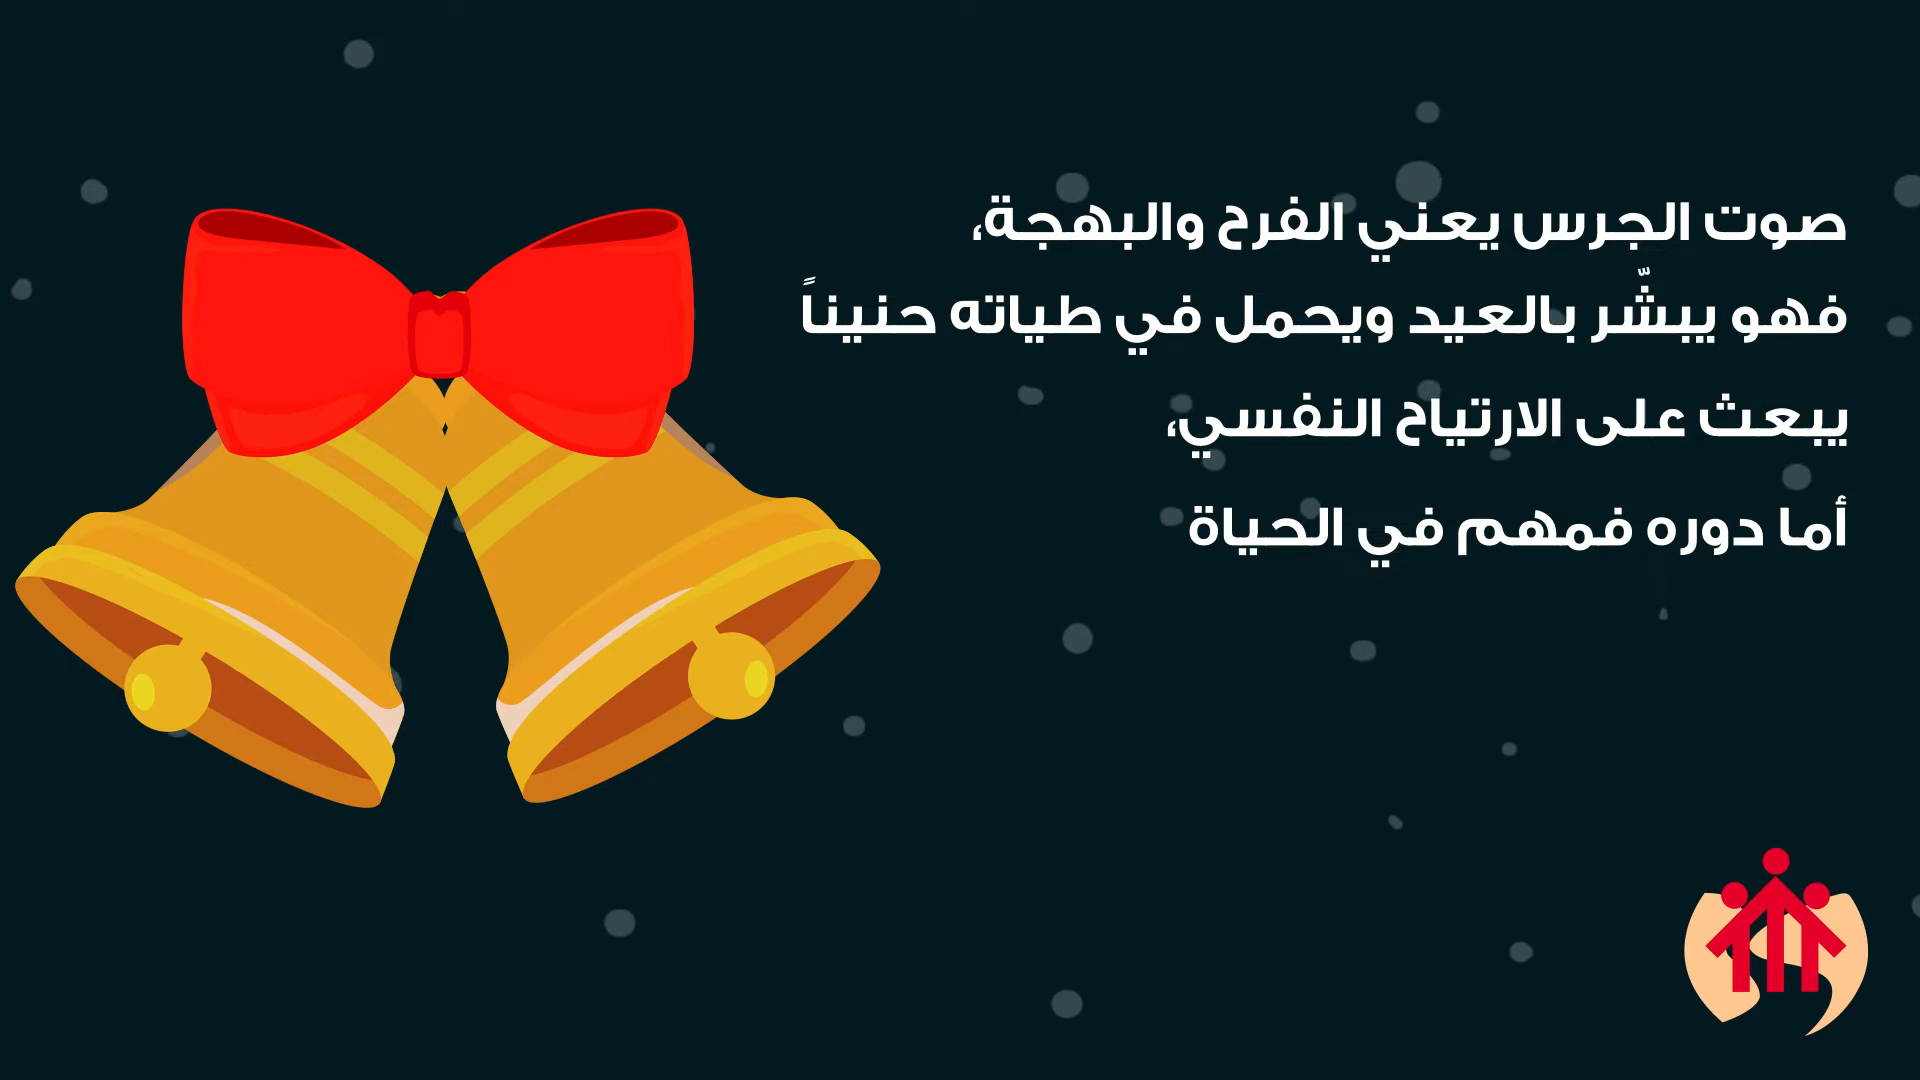 صوت الجرس يعني الفرح والبهجة،
فهو يبشّر بالعيد ويحمل في طياته حنيناً
يبعث على الارتياح النفسي،
أما دوره فمهم في الحياة